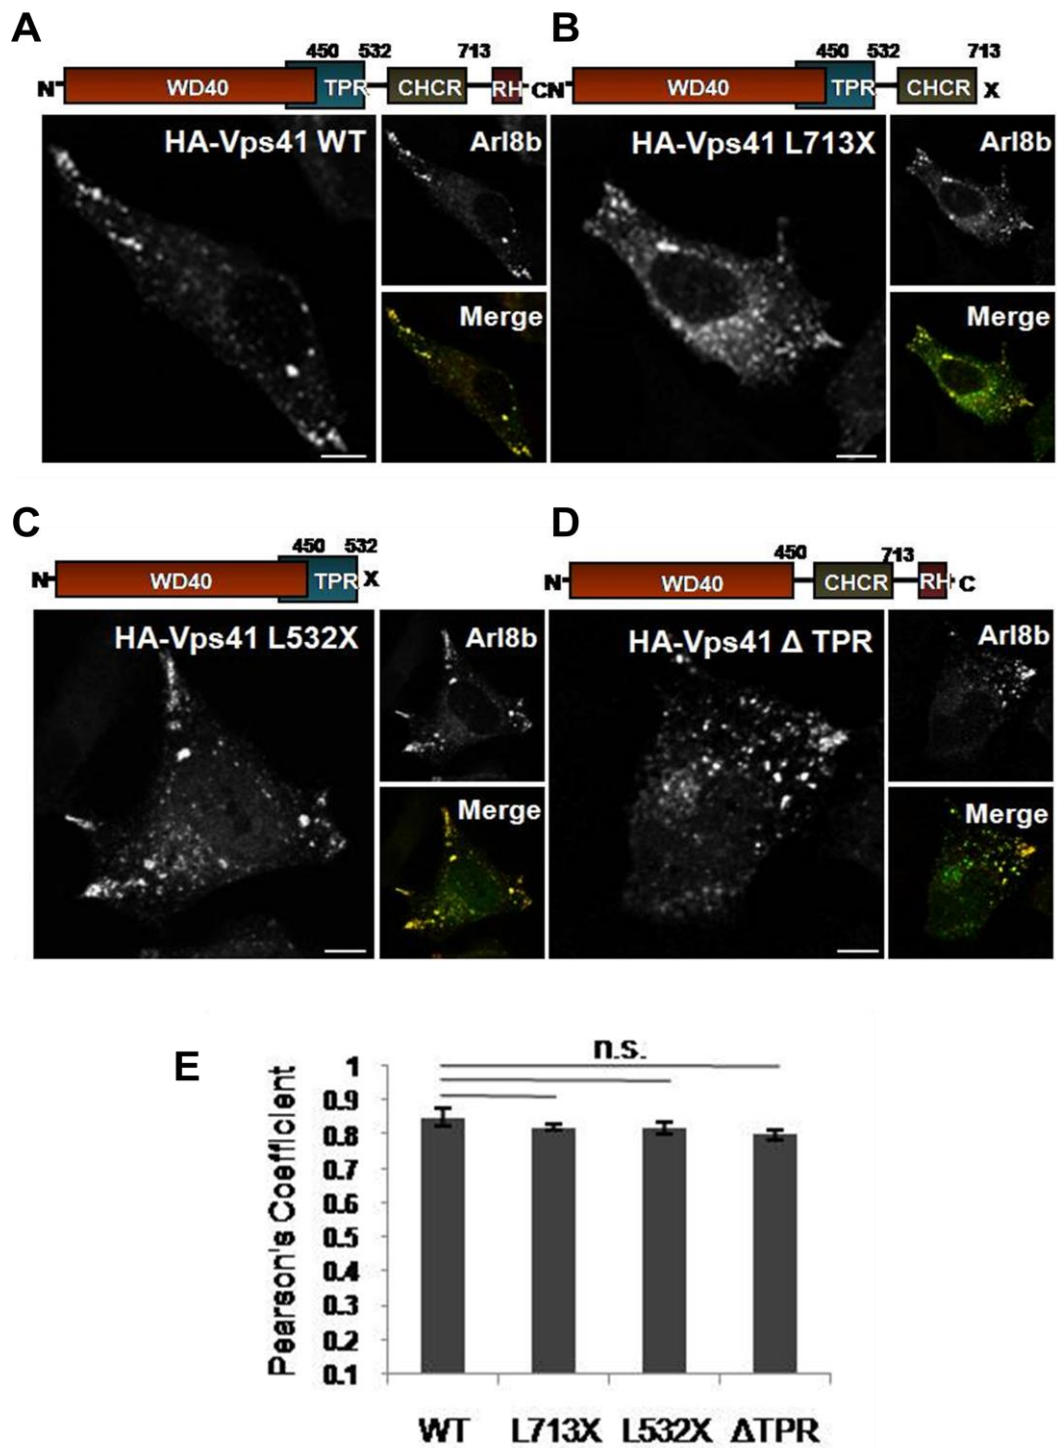 A
B
450 532 713
N WD40 TPR CHCR RH C
450 532 713
N WD40 TPR CHCR X
HA-Vps41 WT
Arl8b
Merge
HA-Vps41 L713X
Arl8b
Merge
C
D
450 532
N WD40 TPR X
450 713
N WD40 CHCR RH C
HA-Vps41 L532X
Arl8b
Merge
HA-Vps41 Δ TPR
Arl8b
Merge
E
n.s.
Pearson's Coefficient
1
0.9
0.8
0.7
0.6
0.5
0.4
0.3
0.2
0.1
WT L713X L532X ΔTPR